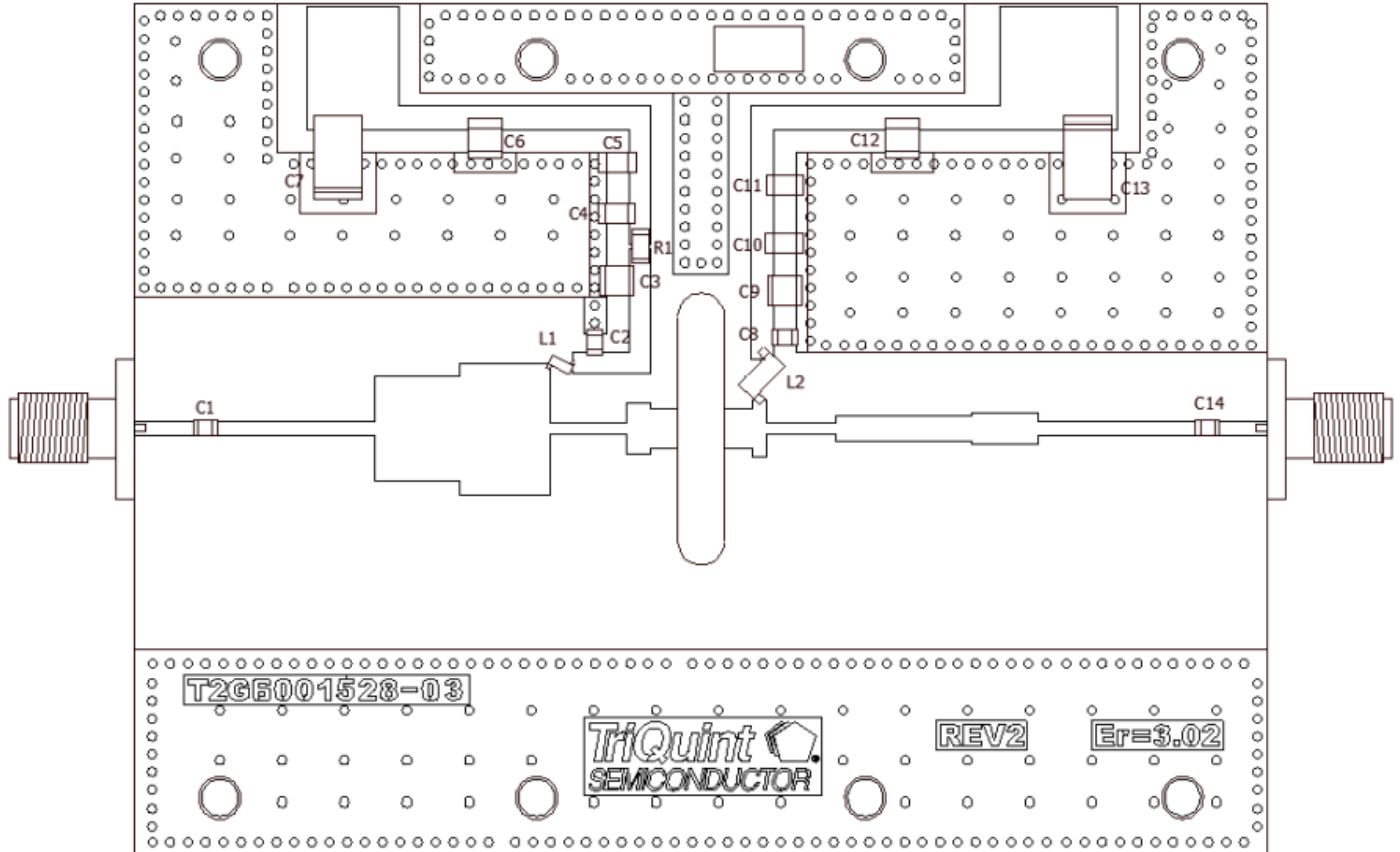 C6
C5
C12
C7
C11
C13
C4
C10
R1
C3
C9
C2
C8
L1
L2
C1
C14
T2G6001528-03
TriQuint
SEMICONDUCTOR
REV2
Er=3.02